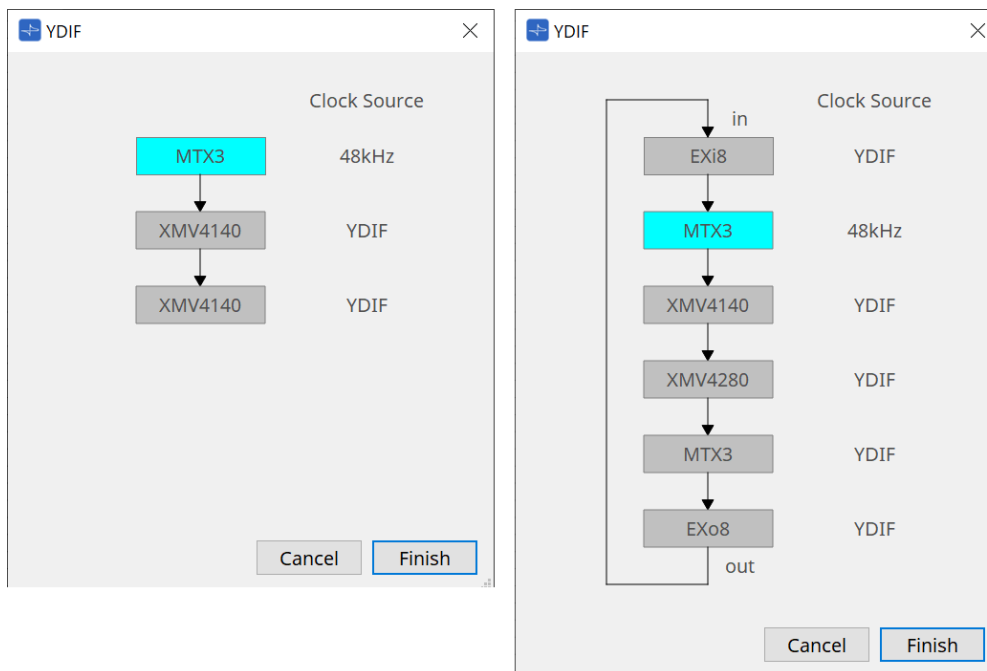 YDIF
Clock Source
MTX3 48kHz
XMV4140 YDIF
XMV4140 YDIF
Cancel Finish
YDIF
Clock Source
in
EXi8 YDIF
MTX3 48kHz
XMV4140 YDIF
XMV4280 YDIF
MTX3 YDIF
EXo8 YDIF
out
Cancel Finish